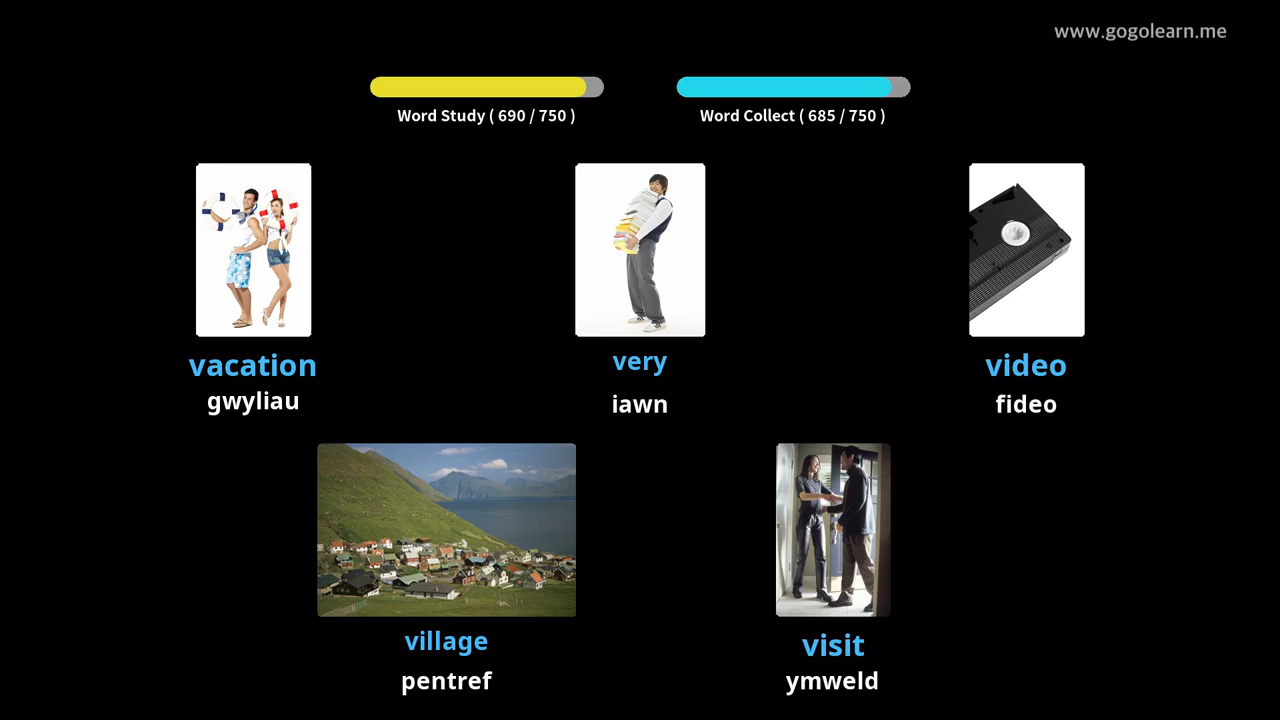 www.gogolearn.me
Word Study ( 690 / 750 )
Word Collect ( 685 / 750 )
vacation
gwyliau
very
iawn
video
fideo
village
pentref
visit
ymweld